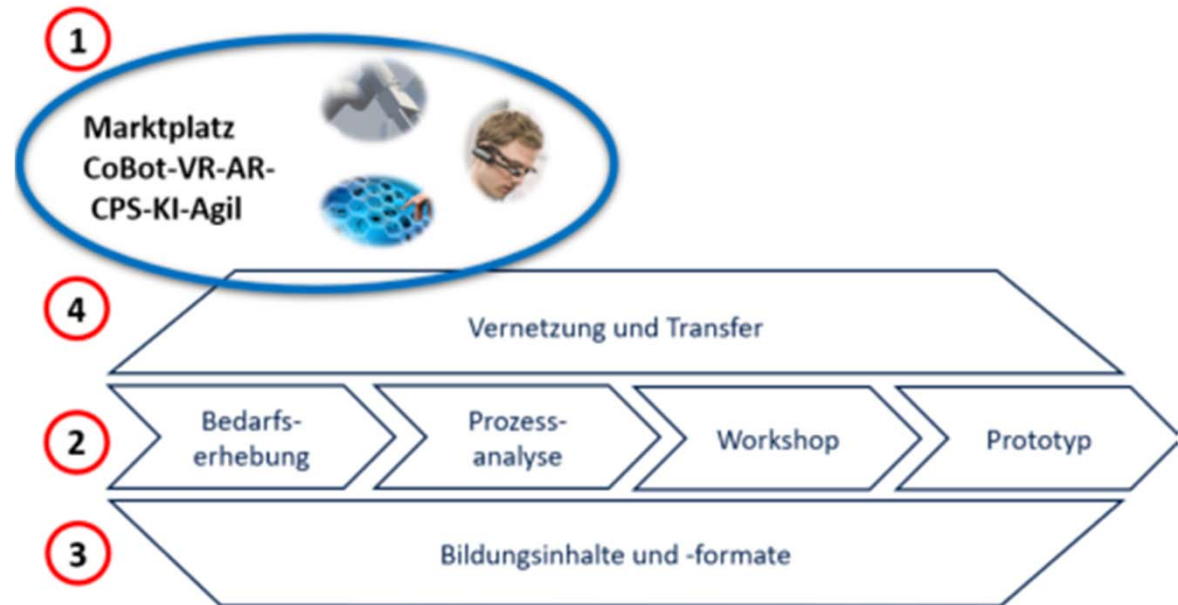 1
Marktplatz
CoBot-VR-AR-
CPS-KI-Agil
4
Vernetzung und Transfer
2
Bedarfs-
erhebung
Prozess-
analyse
Workshop
Prototyp
3
Bildungsinhalte und -formate